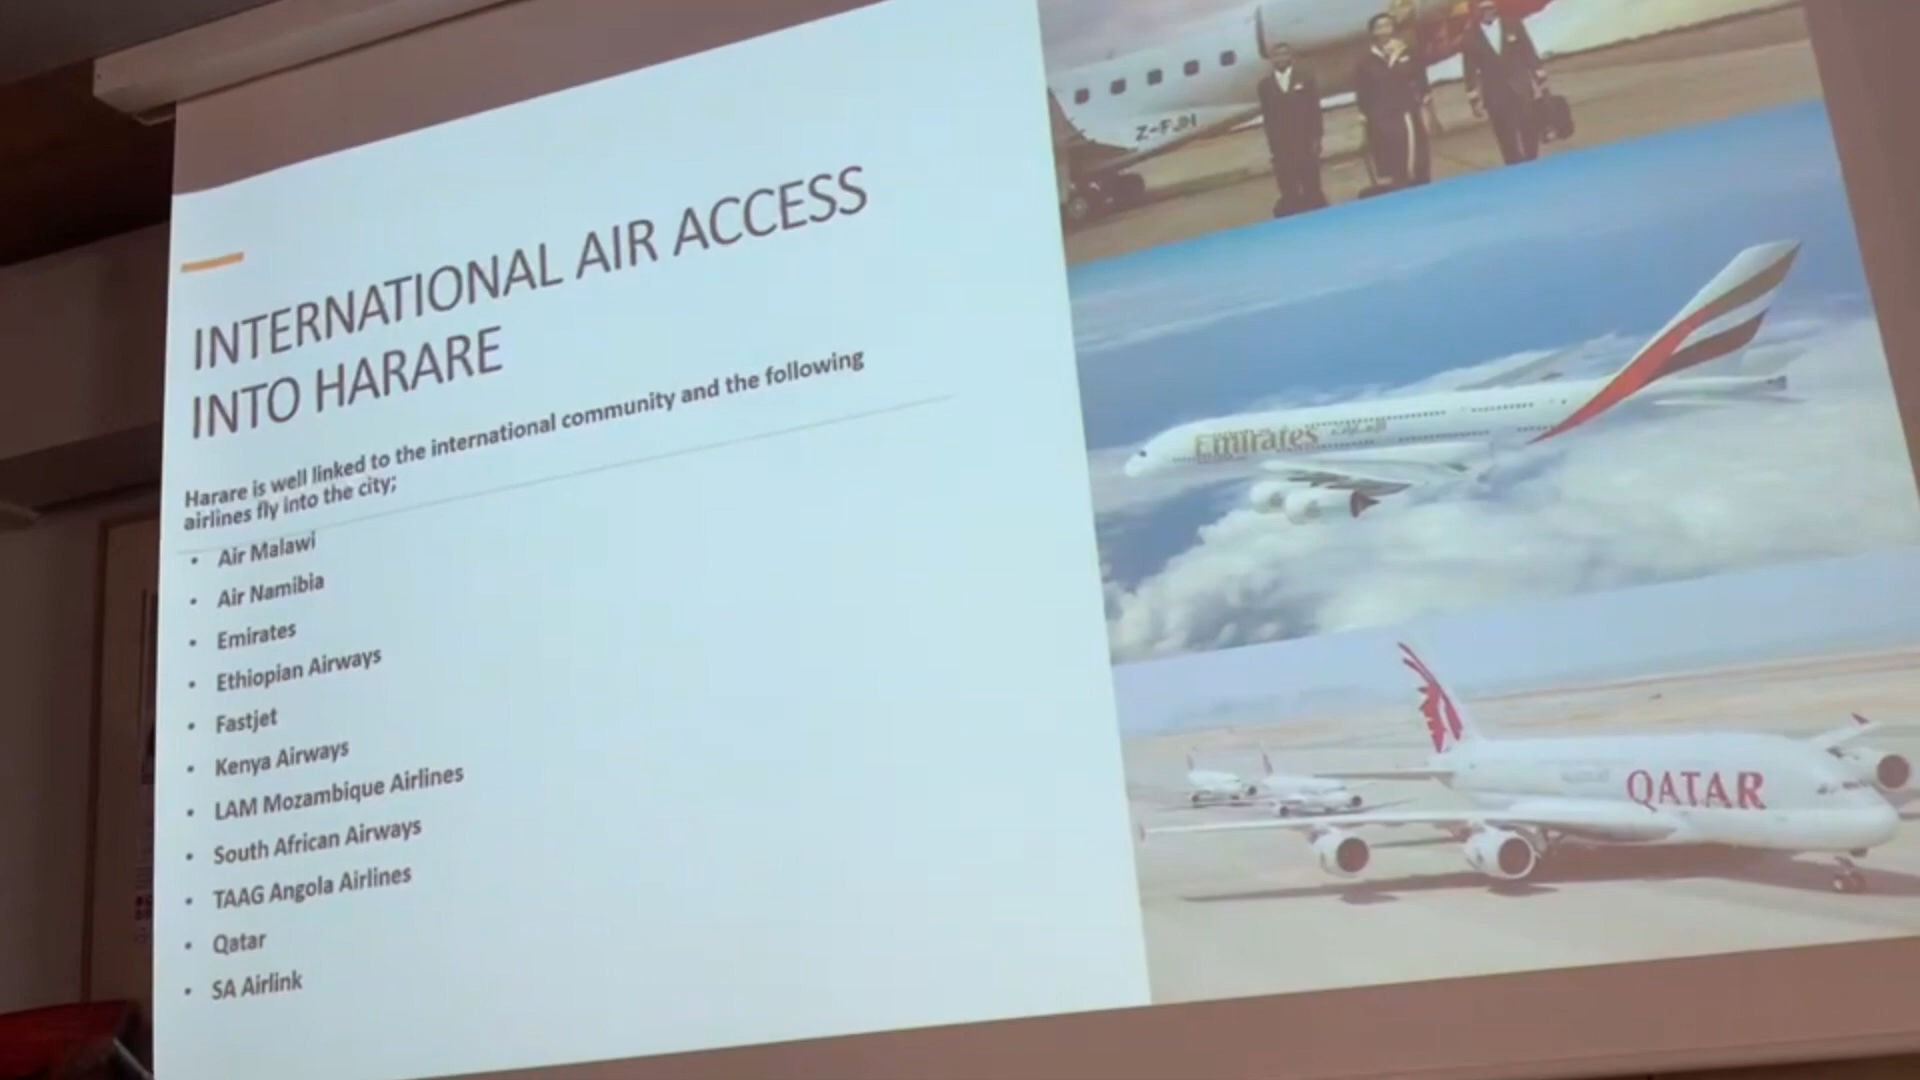 INTERNATIONAL AIR ACCESS
INTO HARARE
Harare is well linked to the international community and the following
airlines fly into the city;
• Air Malawi
• Air Namibia
• Emirates
• Ethiopian Airways
• Fastjet
• Kenya Airways
• LAM Mozambique Airlines
• South African Airways
• TAAG Angola Airlines
• Qatar
• SA Airlink
Z-FJH
Emirates
QATAR